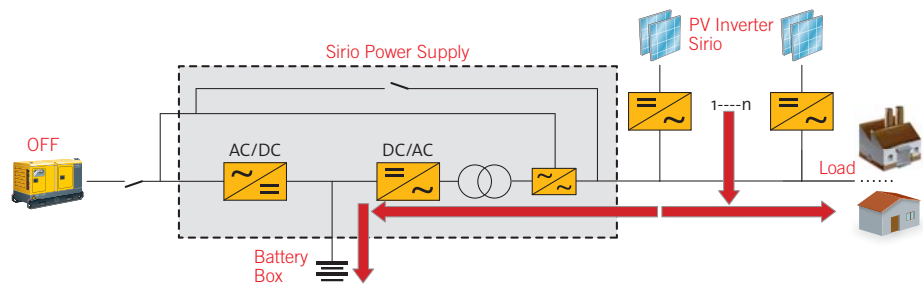 PV Inverter
Sirio
Sirio Power Supply
1----n
OFF
AC/DC
DC/AC
Load
Battery
Box